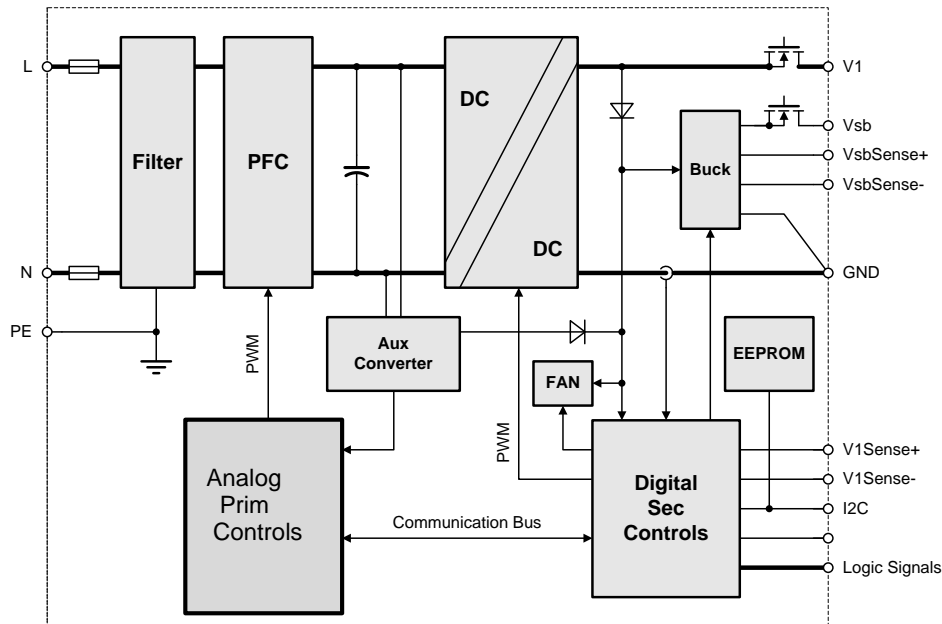 L
V1
DC
Vsb
Filter
PFC
VsbSense+
Buck
VsbSense-
DC
N
GND
PE
Aux
Converter
PWM
EEPROM
FAN
PWM
V1Sense+
Analog
Prim
Controls
V1Sense-
Digital
Sec
Controls
I2C
Communication Bus
Logic Signals